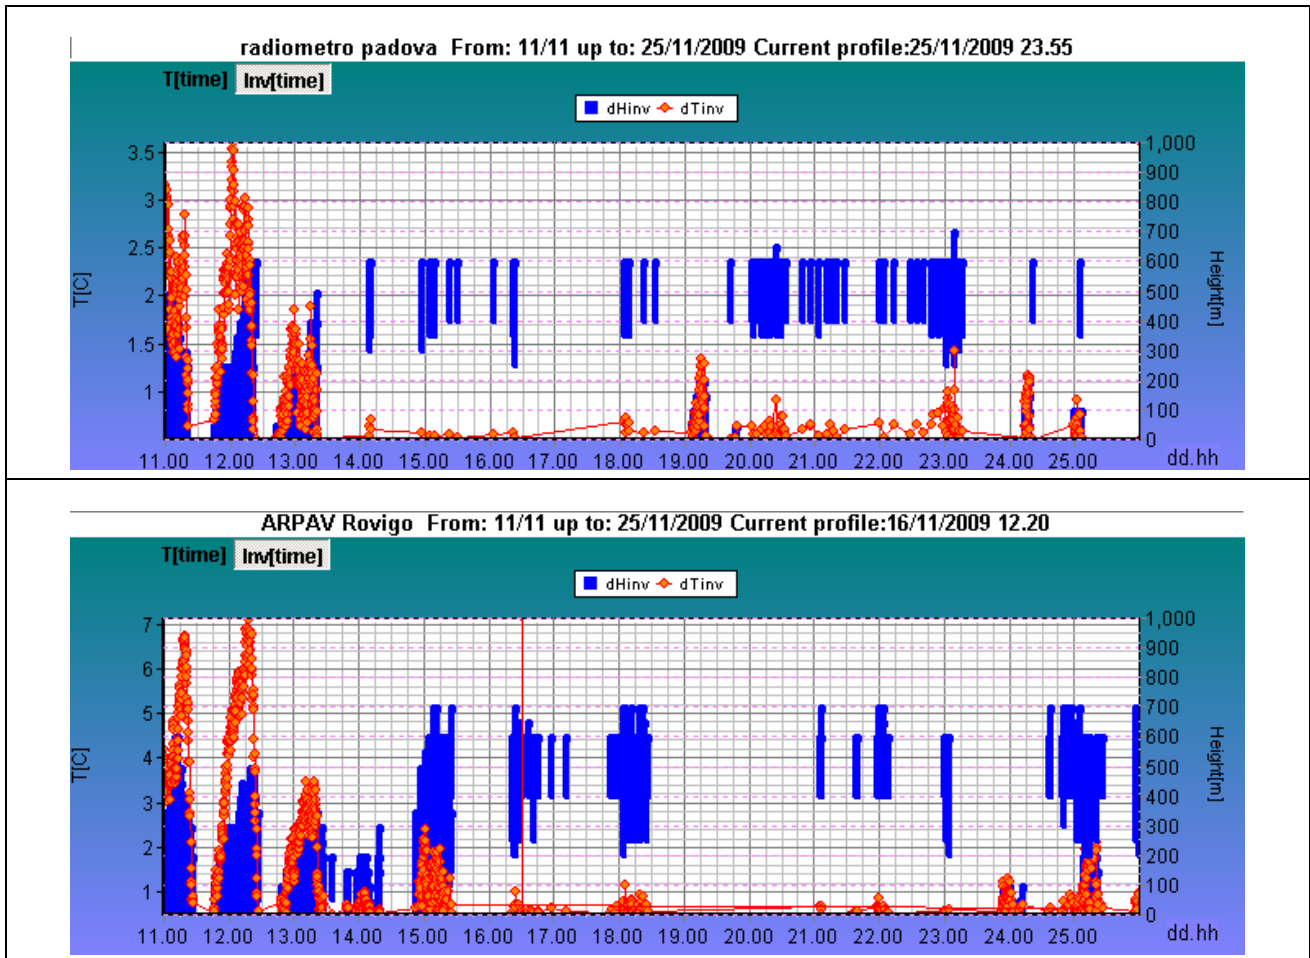 radiometro padova From: 11/11 up to: 25/11/2009 Current profile:25/11/2009 23.55
T[time] Inv[time]
dHinv dTinv
3.5
3
2.5
2
1.5
1
T[C]
1,000
900
800
700
600
500
400
300
200
100
0
Height[m]
11.00 12.00 13.00 14.00 15.00 16.00 17.00 18.00 19.00 20.00 21.00 22.00 23.00 24.00 25.00 dd.hh
ARPAV Rovigo From: 11/11 up to: 25/11/2009 Current profile:16/11/2009 12.20
T[time] Inv[time]
dHinv dTinv
7
6
5
4
3
2
1
T[C]
1,000
900
800
700
600
500
400
300
200
100
0
Height[m]
11.00 12.00 13.00 14.00 15.00 16.00 17.00 18.00 19.00 20.00 21.00 22.00 23.00 24.00 25.00 dd.hh